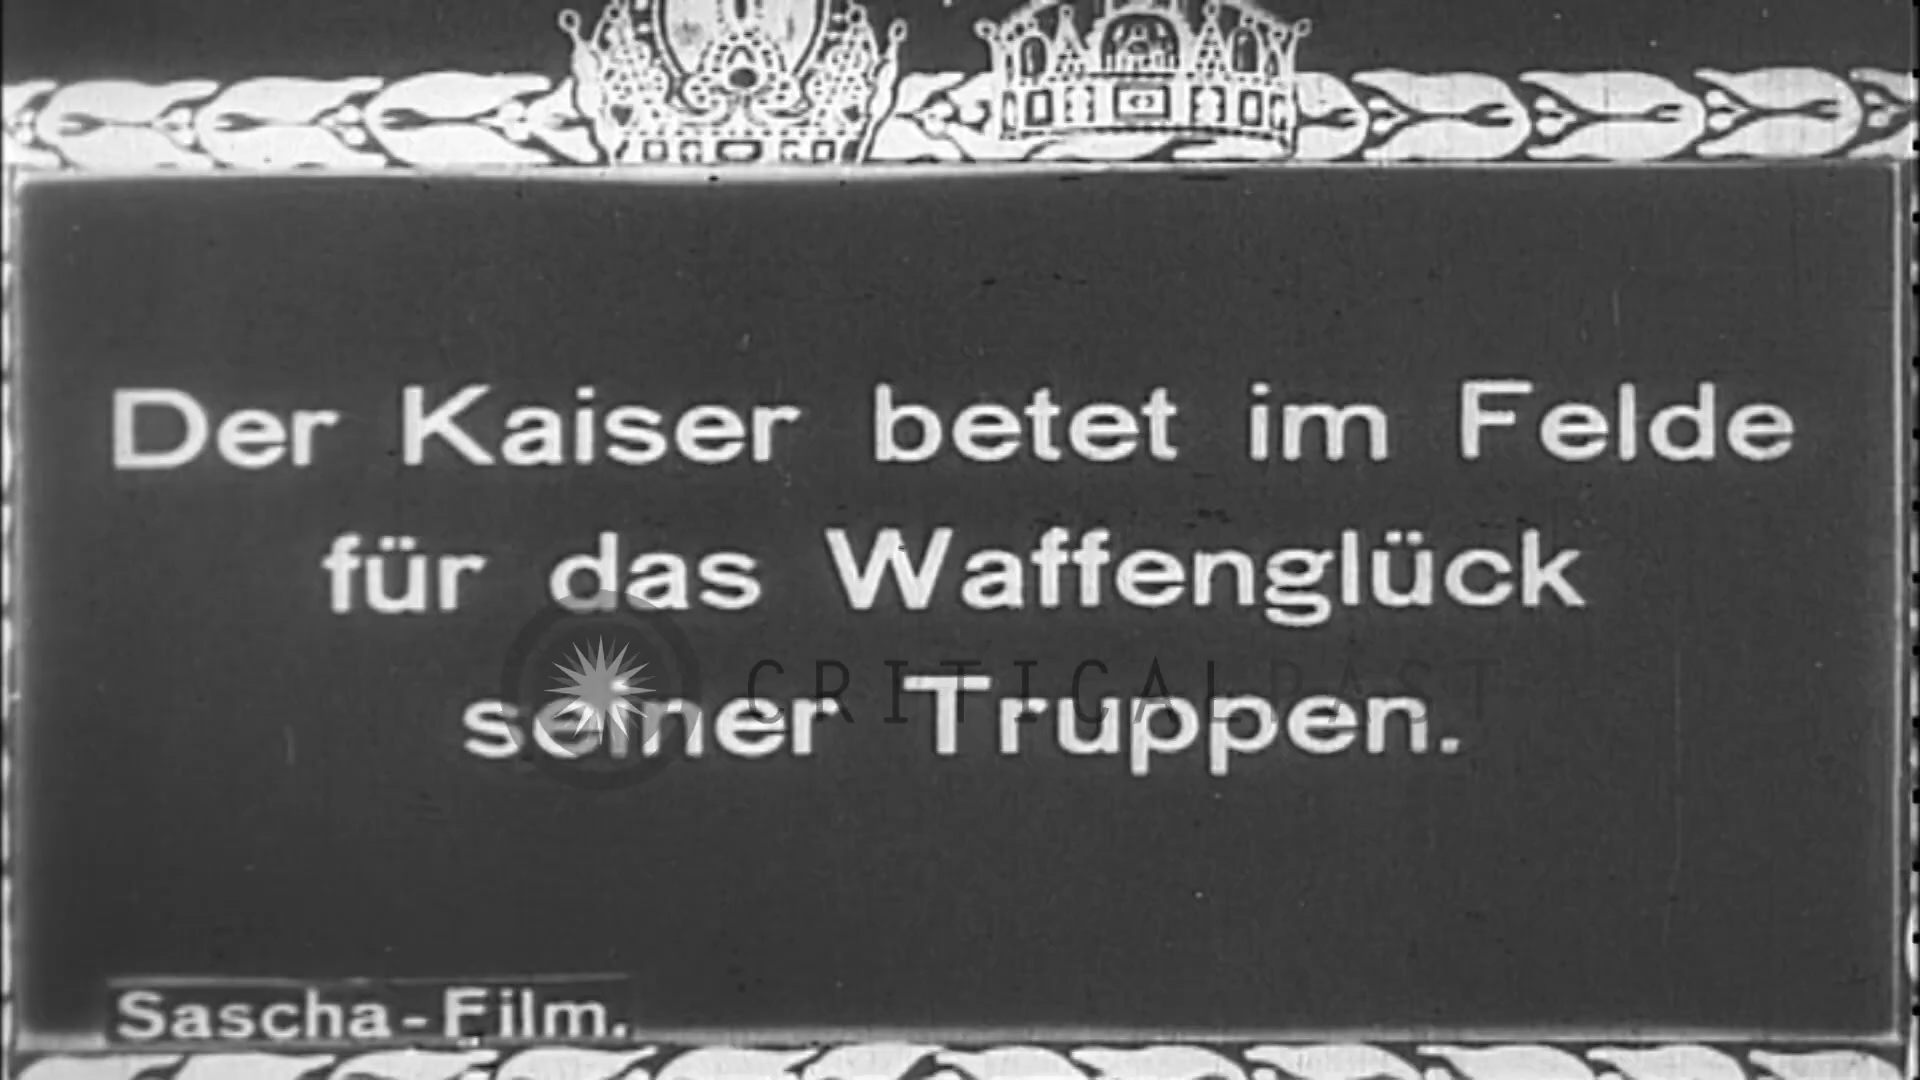 Der Kaiser betet im Felde
für das Waffenglück
seiner Truppen.
CRITICALPAST
Sascha-Film.